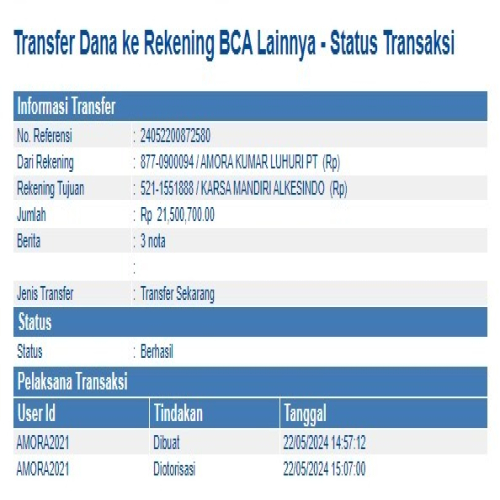 Transfer Dana ke Rekening BCA Lainnya - Status Transaksi
Informasi Transfer
No. Referensi : 24052200872580
Dari Rekening : 877-0900094 / AMORA KUMAR LUHURI PT (Rp)
Rekening Tujuan : 521-1551888 / KARSA MANDIRI ALKESINDO (Rp)
Jumlah : Rp 21,500,700.00
Berita : 3 nota
:
Jenis Transfer : Transfer Sekarang
Status
Status : Berhasil
Pelaksana Transaksi
User Id Tindakan Tanggal
AMORA2021 Dibuat 22/05/2024 14:57:12
AMORA2021 Diotorisasi 22/05/2024 15:07:00